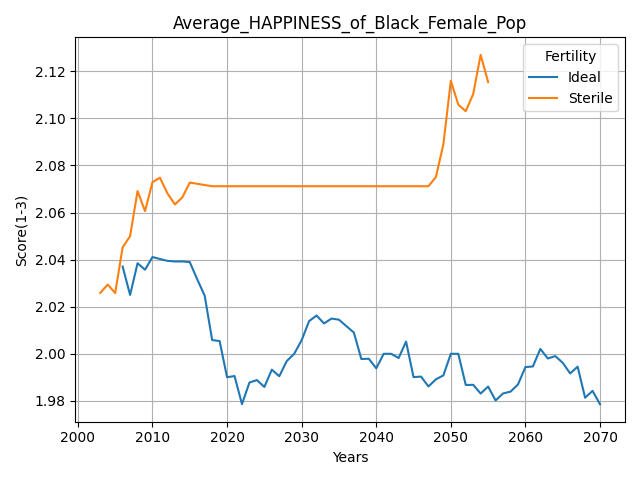 Average_HAPPINESS_of_Black_Female_Pop
Fertility
Ideal
Sterile
2.12
2.10
2.08
2.06
2.04
2.02
2.00
1.98
Score(1-3)
2000 2010 2020 2030 2040 2050 2060 2070
Years